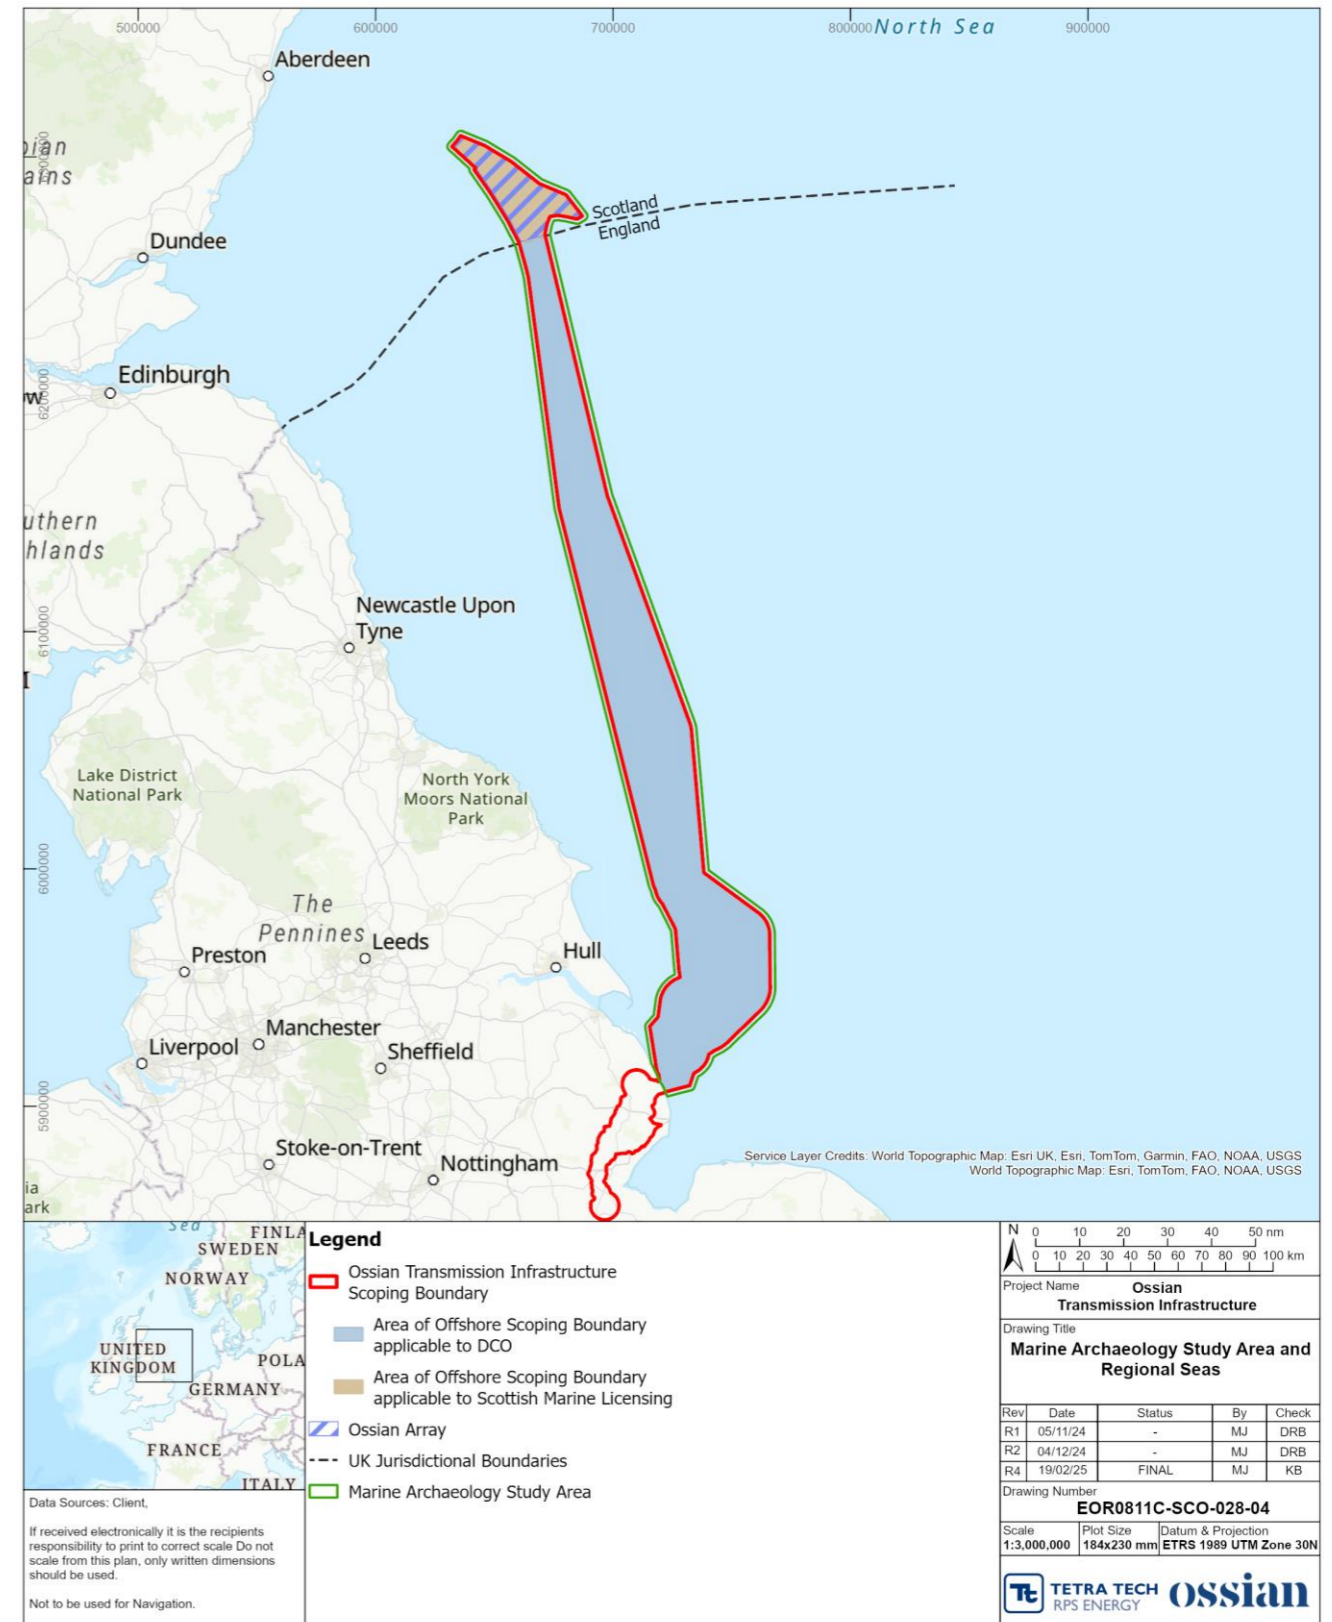 500000
600000
700000
800000
North Sea
900000
Aberdeen
ains
Scotland
England
Dundee
Edinburgh
6200000
uthern
hlands
Newcastle Upon
Tyne
6100000
Lake District
National Park
North York
Moors National
Park
6000000
The
Pennines
Leeds
Preston
Hull
Manchester
Liverpool
Sheffield
5900000
Stoke-on-Trent
Nottingham
ia
ark
Service Layer Credits: World Topographic Map: Esri UK, Esri, TomTom, Garmin, FAO, NOAA, USGS
World Topographic Map: Esri, TomTom, FAO, NOAA, USGS
Sea
FINLA
SWEDEN
NORWAY
UNITED
KINGDOM
POLA
GERMANY
FRANCE
ITALY
Data Sources: Client,
If received electronically it is the recipients
responsibility to print to correct scale Do not
scale from this plan, only written dimensions
should be used.
Not to be used for Navigation.
Legend
Ossian Transmission Infrastructure
Scoping Boundary
Area of Offshore Scoping Boundary
applicable to DCO
Area of Offshore Scoping Boundary
applicable to Scottish Marine Licensing
Ossian Array
UK Jurisdictional Boundaries
Marine Archaeology Study Area
N
0 10 20 30 40 50 nm
0 10 20 30 40 50 60 70 80 90 100 km
Project Name
Ossian
Transmission Infrastructure
Drawing Title
Marine Archaeology Study Area and
Regional Seas
Rev Date Status By Check
R1 05/11/24 - MJ DRB
R2 04/12/24 - MJ DRB
R4 19/02/25 FINAL MJ KB
Drawing Number
EOR0811C-SCO-028-04
Scale Plot Size Datum & Projection
1:3,000,000 184x230 mm ETRS 1989 UTM Zone 30N
Tt TETRA TECH
RPS ENERGY
ossian